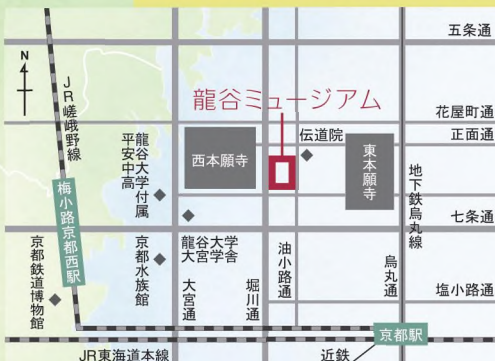 五条通
N
JR嵯峨野線
龍谷ミュージアム
花屋町通
正面通
伝道院
西本願寺
東本願寺
龍谷大学付属
平安中高
地下鉄烏丸線
梅小路京都西駅
七条通
龍谷大学
大宮学舎
京都水族館
京都鉄道博物館
大宮通
堀川通
油小路通
烏丸通
塩小路通
京都駅
JR東海道本線
近鉄